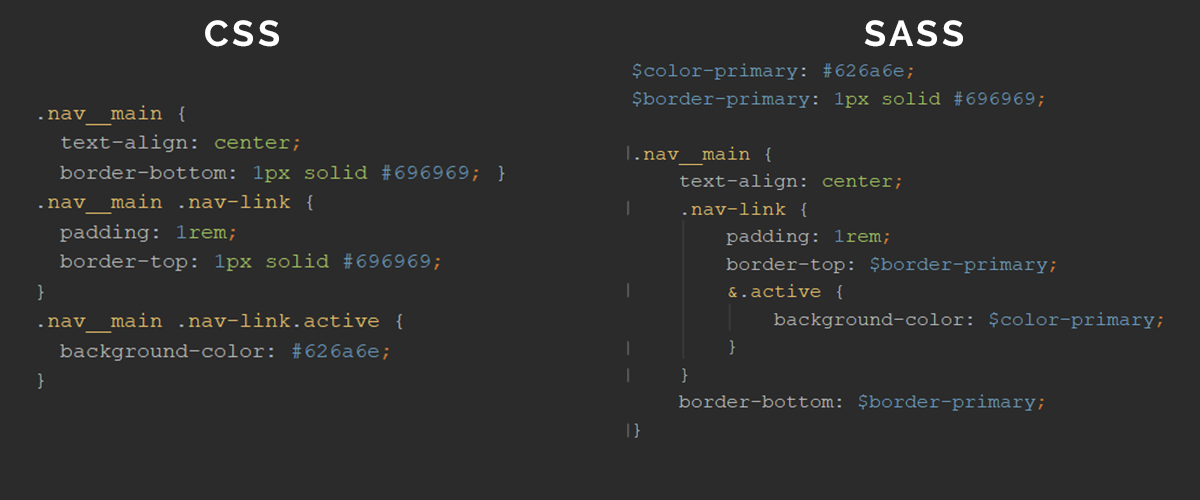 CSS
.nav__main {
  text-align: center;
  border-bottom: 1px solid #696969; }
.nav__main .nav-link {
  padding: 1rem;
  border-top: 1px solid #696969;
}
.nav__main .nav-link.active {
  background-color: #626a6e;
}
SASS
$color-primary: #626a6e;
$border-primary: 1px solid #696969;
.nav__main {
    text-align: center;
    .nav-link {
        padding: 1rem;
        border-top: $border-primary;
        &.active {
            background-color: $color-primary;
        }
    }
    border-bottom: $border-primary;
}